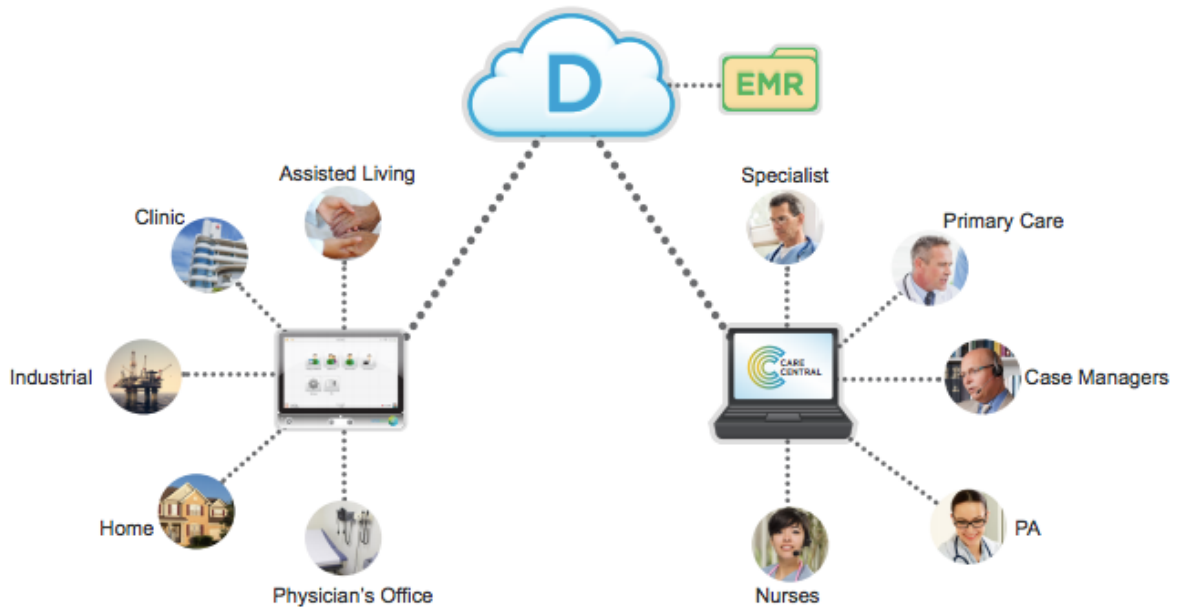 D
EMR
Assisted Living
Specialist
Clinic
Primary Care
CARE
CENTRAL
Industrial
Case Managers
Home
PA
Physician's Office
Nurses